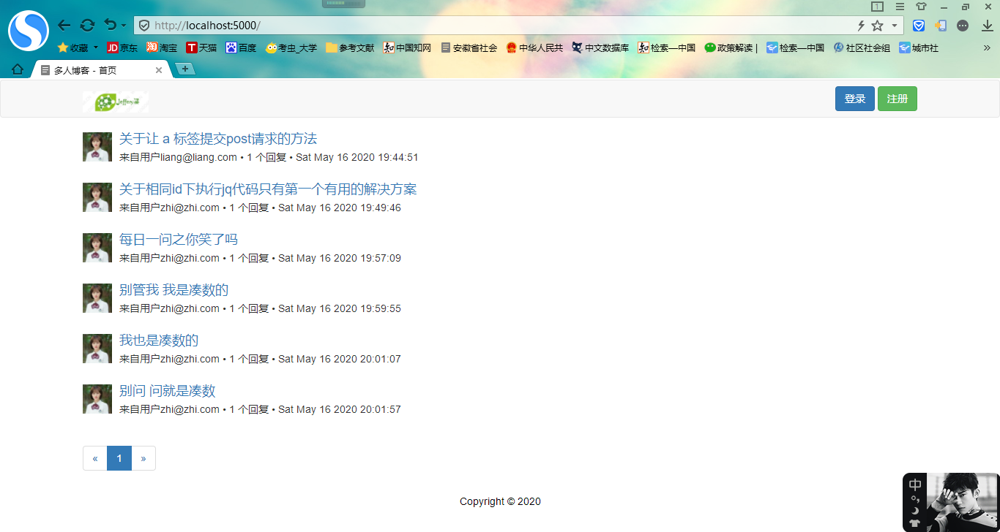 1
http://localhost:5000/
收藏 JD 京东 淘 淘宝 T 天猫 百度 考虫_大学 参考文献 知 中国知网 安徽省社会 中华人民共 中文数据库 知 检索—中国 政策解读 | 检索—中国 社区社会组 城市社 »
多人博客 - 首页
登录 注册
关于让 a 标签提交post请求的方法
来自用户liang@liang.com • 1 个回复 • Sat May 16 2020 19:44:51
关于相同id下执行jq代码只有第一个有用的解决方案
来自用户zhi@zhi.com • 1 个回复 • Sat May 16 2020 19:49:46
每日一问之你笑了吗
来自用户zhi@zhi.com • 1 个回复 • Sat May 16 2020 19:57:09
别管我 我是凑数的
来自用户zhi@zhi.com • 1 个回复 • Sat May 16 2020 19:59:55
我也是凑数的
来自用户zhi@zhi.com • 1 个回复 • Sat May 16 2020 20:01:07
别问 问就是凑数
来自用户zhi@zhi.com • 1 个回复 • Sat May 16 2020 20:01:57
« 1 »
中
Copyright © 2020